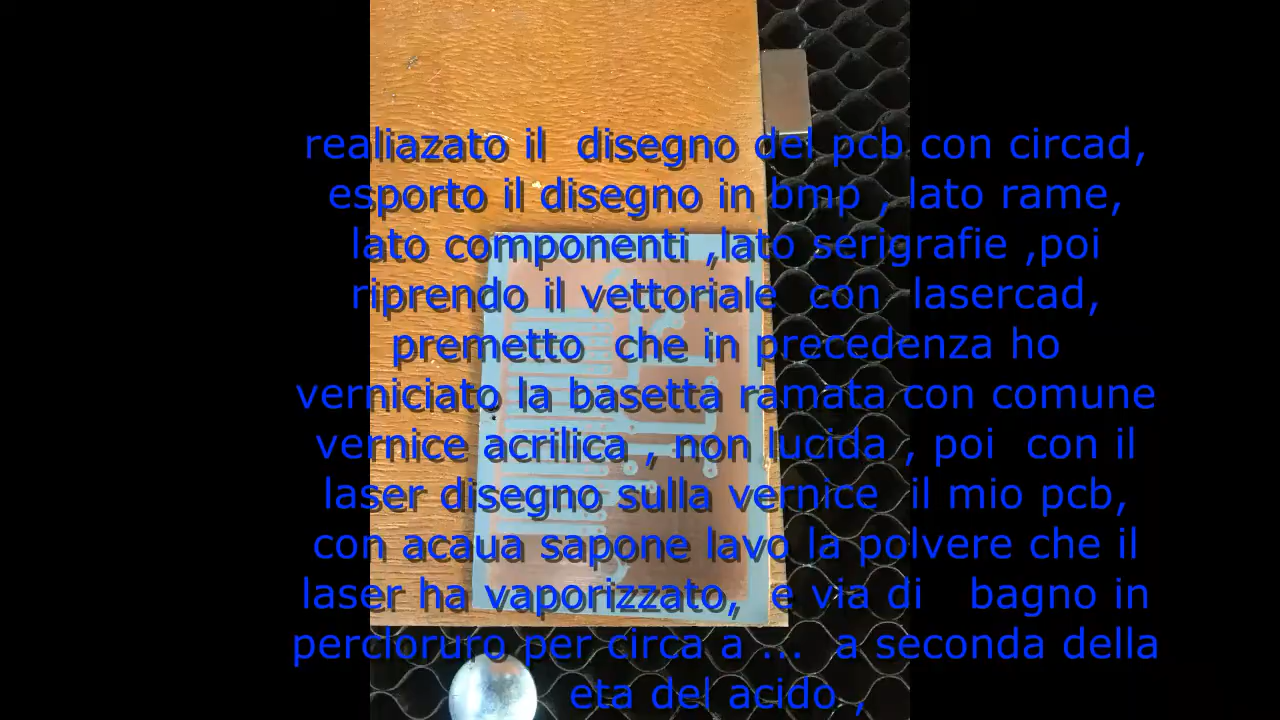 realiazato il  disegno del pcb con circad,
esporto il disegno in bmp , lato rame,
lato componenti ,lato serigrafie ,poi
riprendo il vettoriale  con  lasercad,
premetto  che in precedenza ho
verniciato la basetta ramata con comune
vernice acrilica , non lucida , poi  con il
laser disegno sulla vernice  il mio pcb,
con acaua sapone lavo la polvere che il
laser ha vaporizzato,  e via di   bagno in
percloruro per circa a ...  a seconda della
eta del acido ,